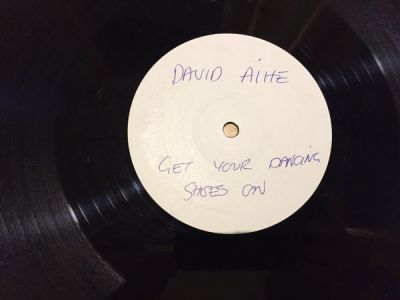 DAVID AIHE
GET YOUR DANCING
SHOES ON